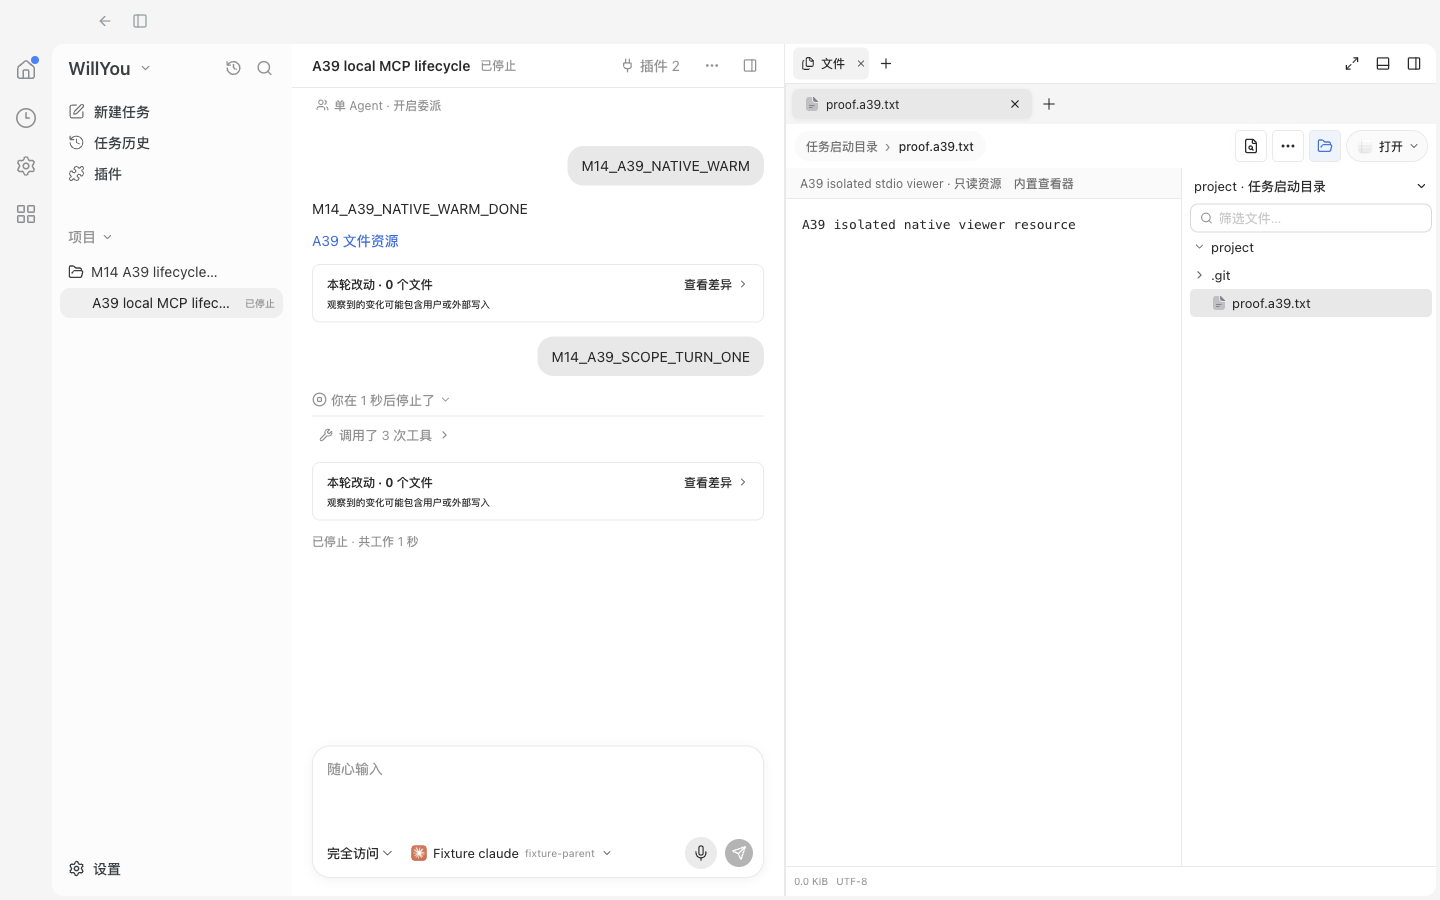 WillYou
新建任务
任务历史
插件
项目
M14 A39 lifecycle...
A39 local MCP lifec... 已停止
设置
A39 local MCP lifecycle 已停止 插件 2
单 Agent · 开启委派
M14_A39_NATIVE_WARM
M14_A39_NATIVE_WARM_DONE
A39 文件资源
本轮改动 · 0 个文件 查看差异
观察到的变化可能包含用户或外部写入
M14_A39_SCOPE_TURN_ONE
你在 1 秒后停止了
调用了 3 次工具
本轮改动 · 0 个文件 查看差异
观察到的变化可能包含用户或外部写入
已停止 · 共工作 1 秒
随心输入
完全访问 Fixture claude fixture-parent
文件
proof.a39.txt
任务启动目录 proof.a39.txt 打开
A39 isolated stdio viewer · 只读资源 内置查看器
A39 isolated native viewer resource
project · 任务启动目录
筛选文件...
project
.git
proof.a39.txt
0.0 KiB UTF-8